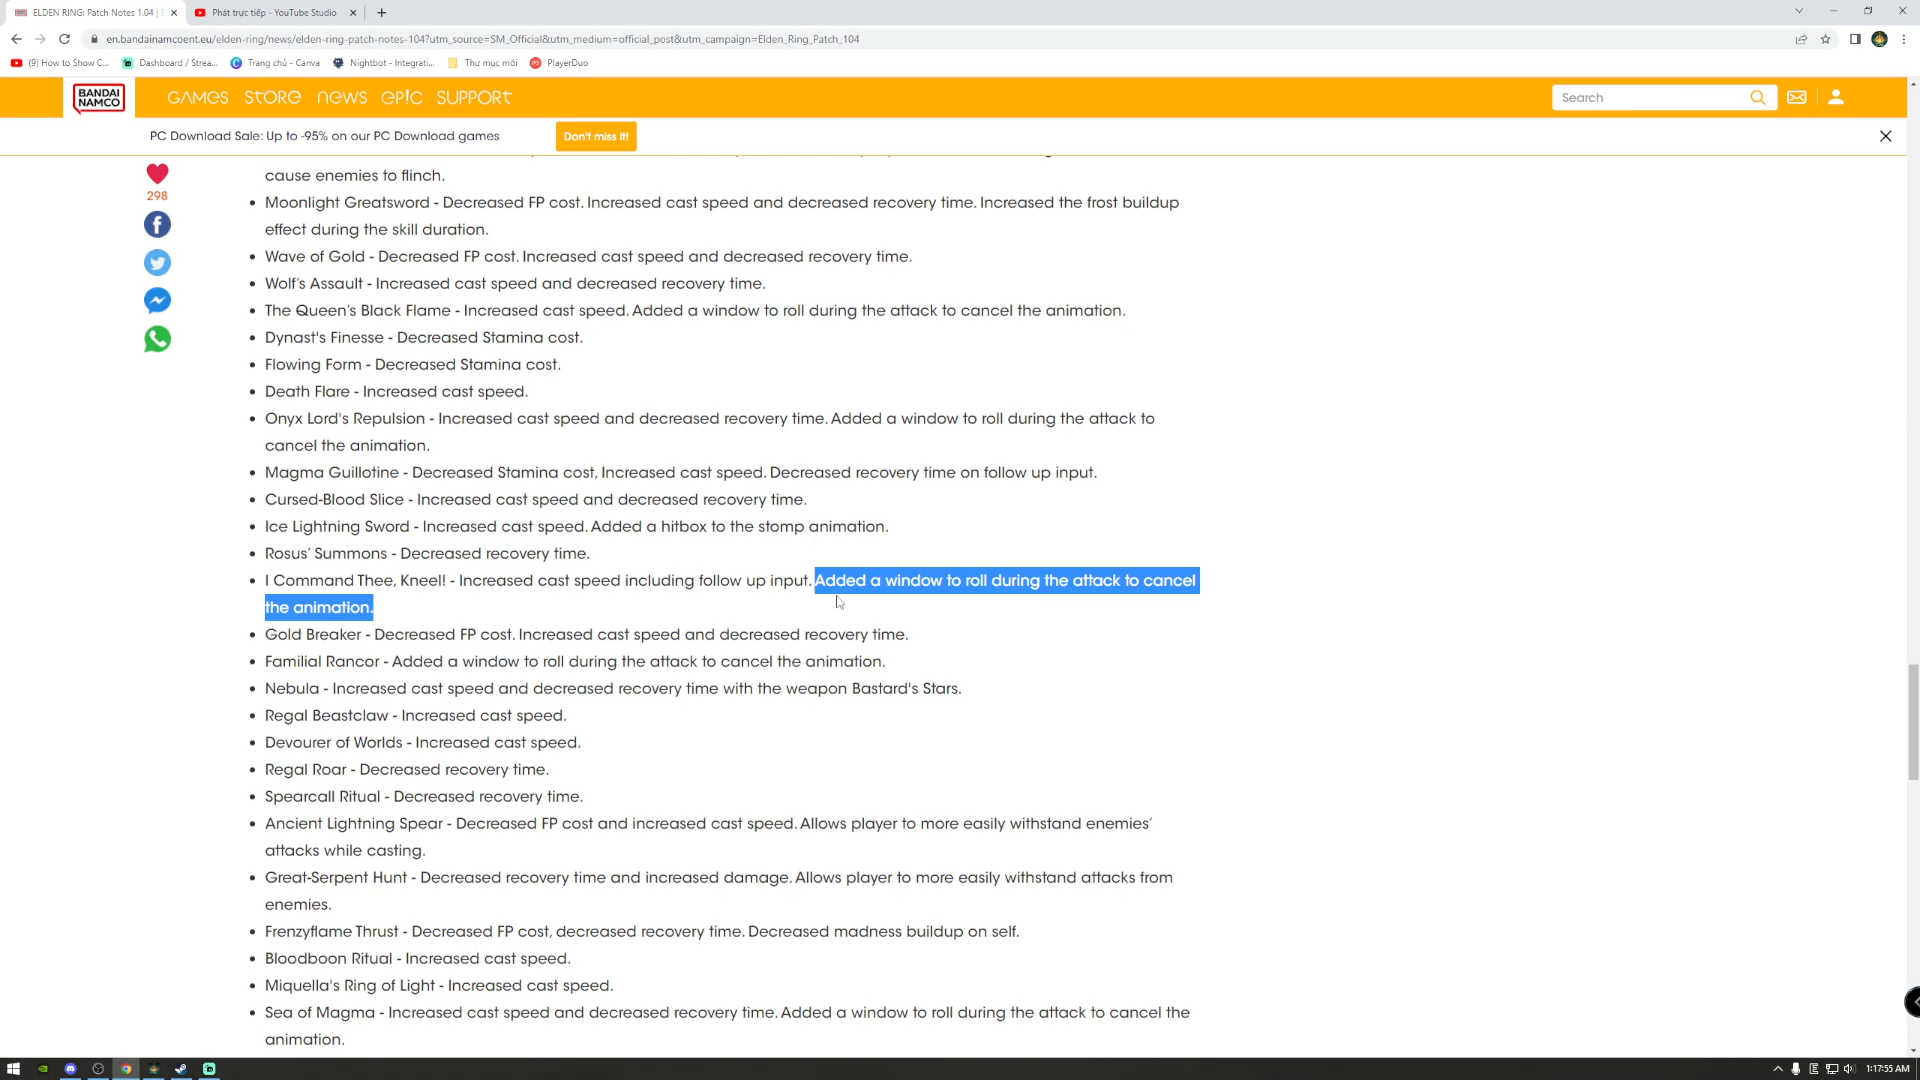 ELDEN RING: Patch Notes 1.04 |
Phát trực tiếp - YouTube Studio
en.bandainamcoent.eu/elden-ring/news/elden-ring-patch-notes-104?utm_source=SM_Official&utm_medium=official_post&utm_campaign=Elden_Ring_Patch_104
(9) How to Show C...
Dashboard / Strea...
Trang chủ - Canva
Nightbot - Integrati...
Thư mục mới
PlayerDuo
BANDAI NAMCO
GAMES STORE NEWS EPIC SUPPORT
Search
PC Download Sale: Up to -95% on our PC Download games
Don't miss it!
298
cause enemies to flinch.
Moonlight Greatsword - Decreased FP cost. Increased cast speed and decreased recovery time. Increased the frost buildup
effect during the skill duration.
Wave of Gold - Decreased FP cost. Increased cast speed and decreased recovery time.
Wolf's Assault - Increased cast speed and decreased recovery time.
The Queen's Black Flame - Increased cast speed. Added a window to roll during the attack to cancel the animation.
Dynast's Finesse - Decreased Stamina cost.
Flowing Form - Decreased Stamina cost.
Death Flare - Increased cast speed.
Onyx Lord's Repulsion - Increased cast speed and decreased recovery time. Added a window to roll during the attack to
cancel the animation.
Magma Guillotine - Decreased Stamina cost, Increased cast speed. Decreased recovery time on follow up input.
Cursed-Blood Slice - Increased cast speed and decreased recovery time.
Ice Lightning Sword - Increased cast speed. Added a hitbox to the stomp animation.
Rosus' Summons - Decreased recovery time.
I Command Thee, Kneel! - Increased cast speed including follow up input. Added a window to roll during the attack to cancel
the animation.
Gold Breaker - Decreased FP cost. Increased cast speed and decreased recovery time.
Familial Rancor - Added a window to roll during the attack to cancel the animation.
Nebula - Increased cast speed and decreased recovery time with the weapon Bastard's Stars.
Regal Beastclaw - Increased cast speed.
Devourer of Worlds - Increased cast speed.
Regal Roar - Decreased recovery time.
Spearcall Ritual - Decreased recovery time.
Ancient Lightning Spear - Decreased FP cost and increased cast speed. Allows player to more easily withstand enemies'
attacks while casting.
Great-Serpent Hunt - Decreased recovery time and increased damage. Allows player to more easily withstand attacks from
enemies.
Frenzyflame Thrust - Decreased FP cost, decreased recovery time. Decreased madness buildup on self.
Bloodboon Ritual - Increased cast speed.
Miquella's Ring of Light - Increased cast speed.
Sea of Magma - Increased cast speed and decreased recovery time. Added a window to roll during the attack to cancel the
animation.
1:17:55 AM